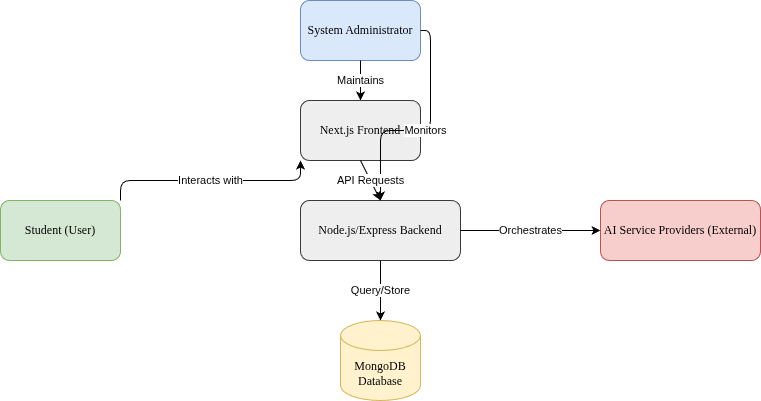 System Administrator
Maintains
Next.js Frontend
Monitors
Interacts with
API Requests
Student (User)
Node.js/Express Backend
Orchestrates
AI Service Providers (External)
Query/Store
MongoDB
Database